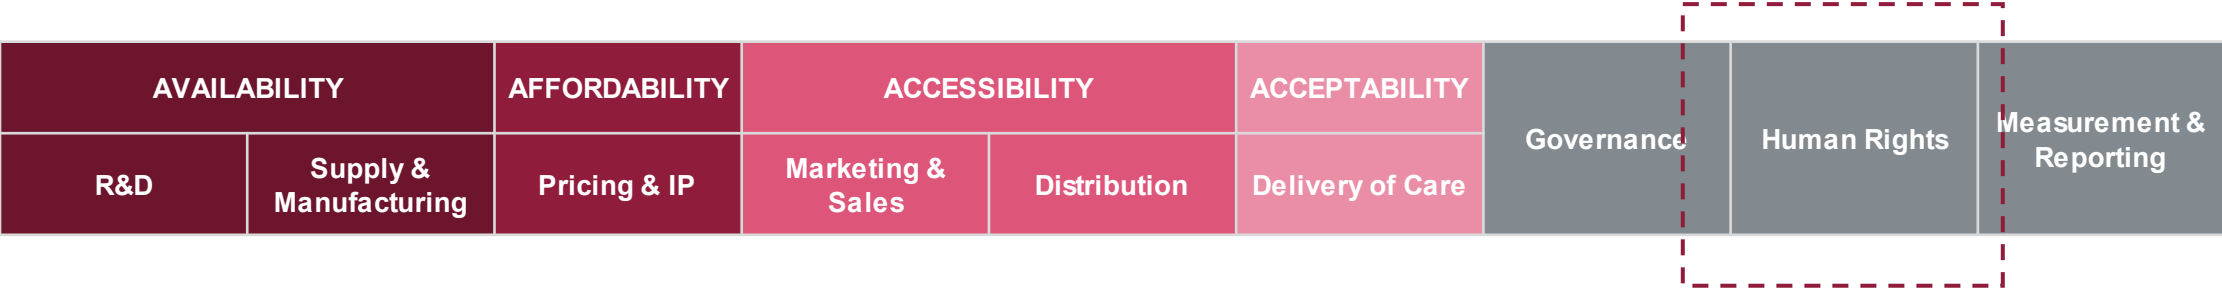 AVAILABILITY
AFFORDABILITY
ACCESSIBILITY
ACCEPTABILITY
R&D
Supply &
Manufacturing
Pricing & IP
Marketing &
Sales
Distribution
Delivery of Care
Governance
Human Rights
Measurement &
Reporting